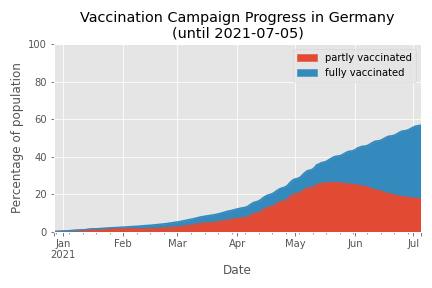 Vaccination Campaign Progress in Germany
(until 2021-07-05)
partly vaccinated
fully vaccinated
Percentage of population
100
80
60
40
20
0
Jan Feb Mar Apr May Jun Jul
2021
Date